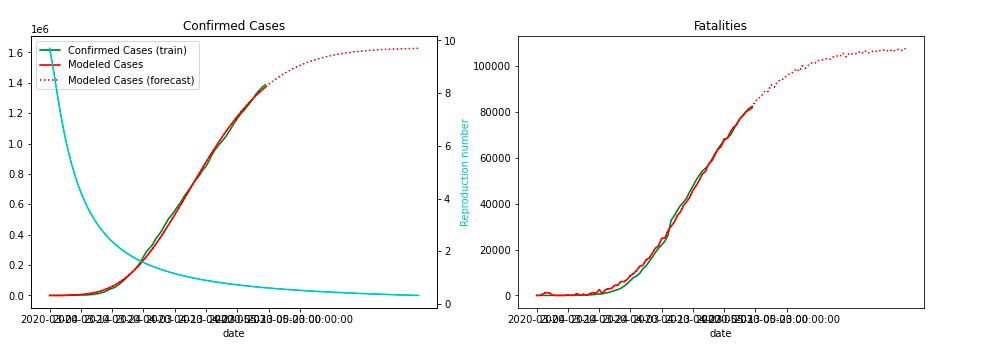 Confirmed Cases
1e6
Confirmed Cases (train)
Modeled Cases
Modeled Cases (forecast)
1.6
1.4
1.2
1.0
0.8
0.6
0.4
0.2
0.0
10
8
6
4
2
0
Reproduction number
date
Fatalities
100000
80000
60000
40000
20000
0
date